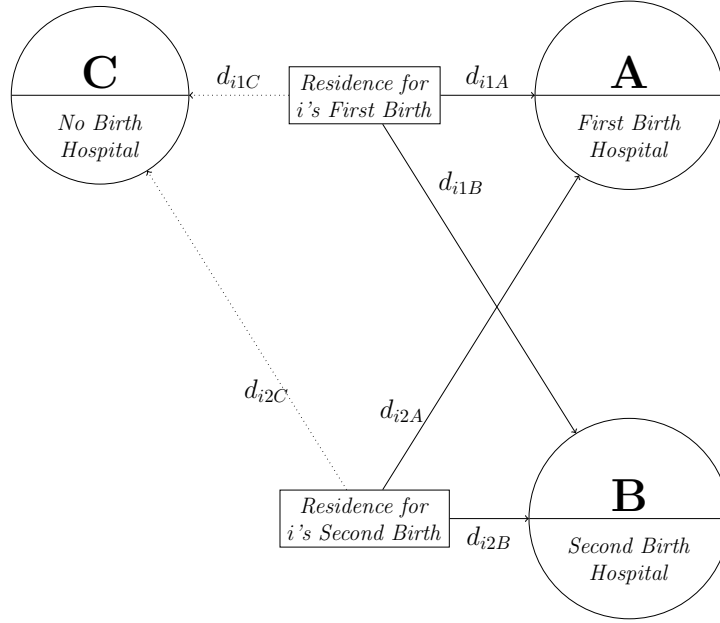 C
No Birth
Hospital
d_{i1C}
Residence for
i's First Birth
d_{i1A}
A
First Birth
Hospital
d_{i1B}
d_{i2C}
d_{i2A}
Residence for
i's Second Birth
d_{i2B}
B
Second Birth
Hospital